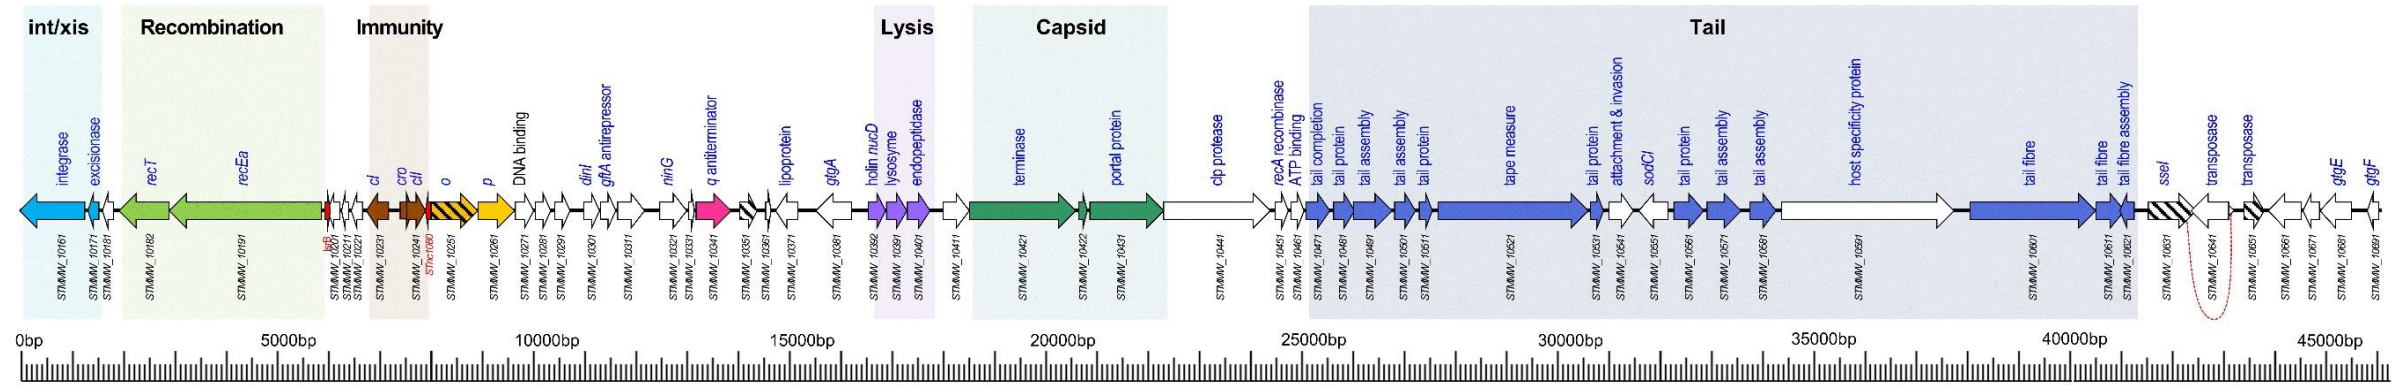 int/xis
Recombination
Immunity
Lysis
Capsid
Tail
integrase
excisionase
recT
recEa
cI
cro
cII
o
p
DNA binding
dinI
gftA antirepressor
ninG
q antiterminator
lipoprotein
gtgA
holin nucD
lysosyme
endopeptidase
terminase
portal protein
clp protease
recA recombinase
ATP binding
tail completion
tail protein
tail assembly
tail assembly
tail protein
tape measure
tail protein
attachment & invasion
sodCI
tail protein
tail assembly
tail assembly
host specificity protein
tail fibre
tail fibre
tail fibre assembly
sseI
transposase
transposase
gtgE
gtgF
STMMW_10161
STMMW_10171
STMMW_10181
STMMW_10182
STMMW_10191
IsrB
STMMW_10201
STMMW_10211
STMMW_10221
STMMW_10231
STMMW_10241
STnc1080
STMMW_10251
STMMW_10261
STMMW_10271
STMMW_10281
STMMW_10291
STMMW_10301
STMMW_10311
STMMW_10321
STMMW_10331
STMMW_10341
STMMW_10351
STMMW_10361
STMMW_10371
STMMW_10381
STMMW_10392
STMMW_10391
STMMW_10401
STMMW_10411
STMMW_10421
STMMW_10422
STMMW_10431
STMMW_10441
STMMW_10451
STMMW_10461
STMMW_10471
STMMW_10481
STMMW_10491
STMMW_10501
STMMW_10511
STMMW_10521
STMMW_10531
STMMW_10541
STMMW_10551
STMMW_10561
STMMW_10571
STMMW_10581
STMMW_10591
STMMW_10601
STMMW_10611
STMMW_10621
STMMW_10631
STMMW_10641
STMMW_10651
STMMW_10661
STMMW_10671
STMMW_10681
STMMW_10691
0bp
5000bp
10000bp
15000bp
20000bp
25000bp
30000bp
35000bp
40000bp
45000bp